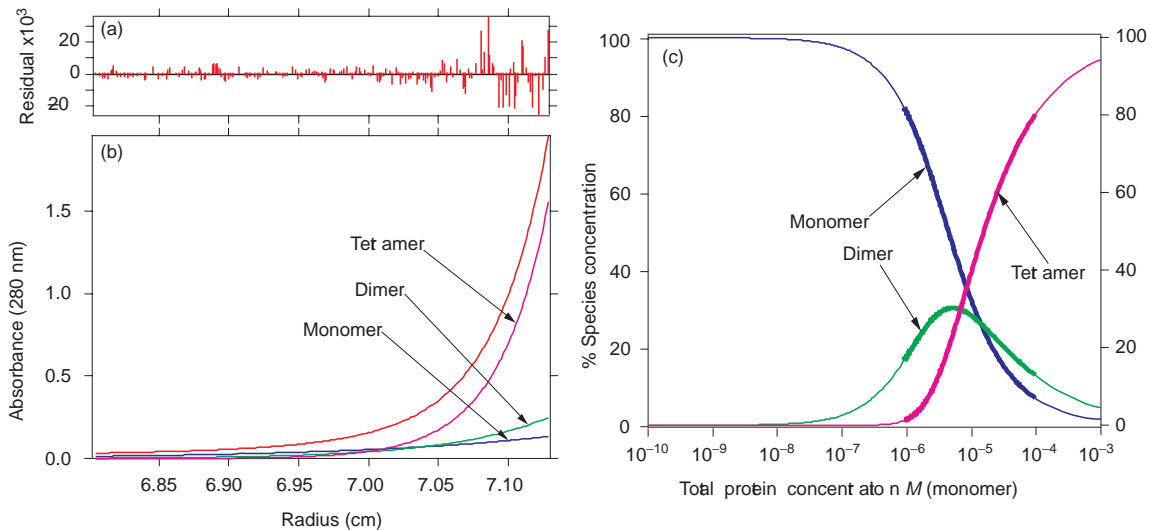 (a)
Residual x10³
20
0
−20
(b)
Absorbance (280 nm)
1.5
1.0
0.5
0.0
Tet amer
Dimer
Monomer
6.85 6.90 6.95 7.00 7.05 7.10
Radius (cm)
(c)
% Species concentration
100
80
60
40
20
0
100
80
60
40
20
0
Monomer
Dimer
Tet amer
10⁻¹⁰ 10⁻⁹ 10⁻⁸ 10⁻⁷ 10⁻⁶ 10⁻⁵ 10⁻⁴ 10⁻³
Total protein concent ato n M (monomer)